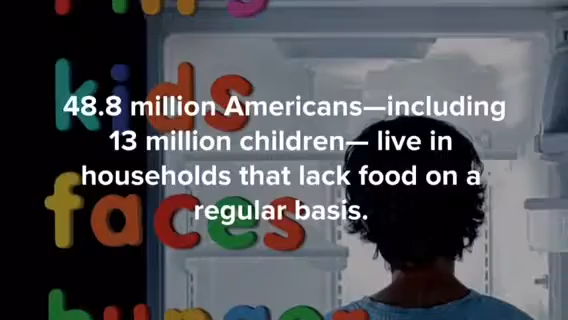 kids
48.8 million Americans—including
13 million children— live in
households that lack food on a
regular basis.
faces
hunger